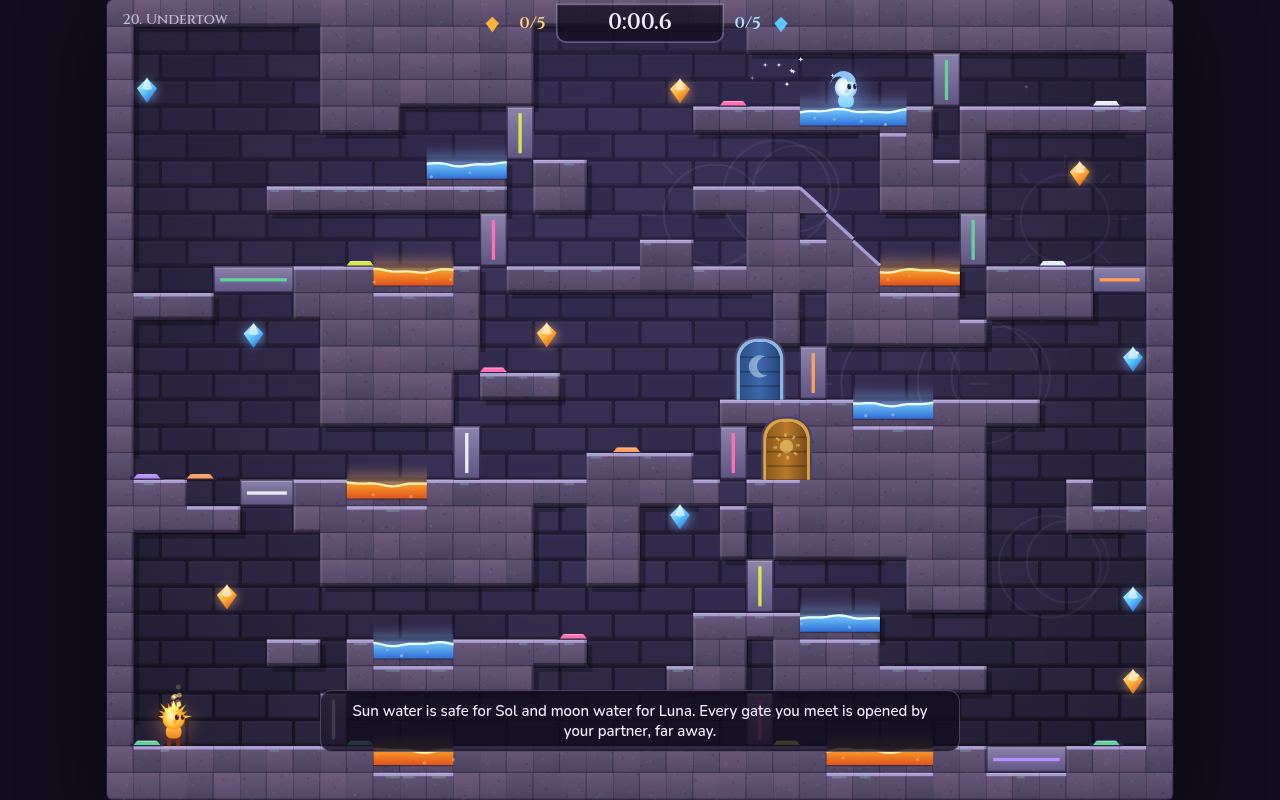 20. Undertow
0/5
0:00.6
0/5
Sun water is safe for Sol and moon water for Luna. Every gate you meet is opened by
your partner, far away.